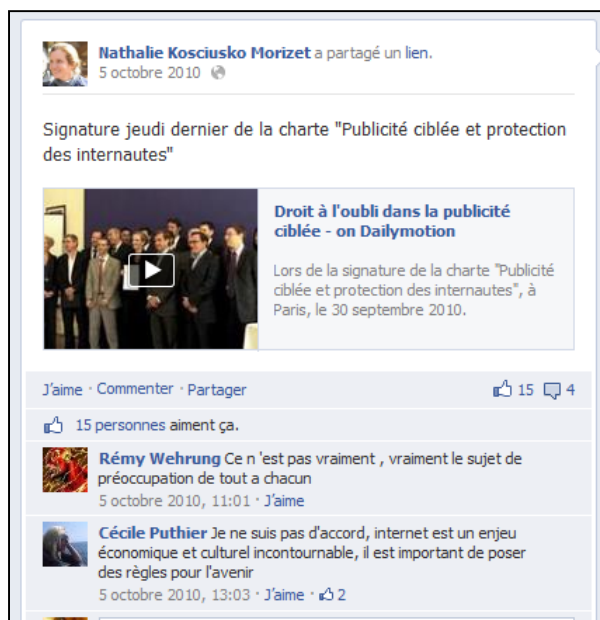 Nathalie Kosciusko Morizet a partagé un lien.
5 octobre 2010
Signature jeudi dernier de la charte "Publicité ciblée et protection
des internautes"
Droit à l'oubli dans la publicité
ciblée - on Dailymotion
Lors de la signature de la charte "Publicité
ciblée et protection des internautes", à
Paris, le 30 septembre 2010.
J'aime · Commenter · Partager 15 4
15 personnes aiment ça.
Rémy Wehrung Ce n 'est pas vraiment , vraiment le sujet de
préoccupation de tout a chacun
5 octobre 2010, 11:01 · J'aime
Cécile Puthier Je ne suis pas d'accord, internet est un enjeu
économique et culturel incontournable, il est important de poser
des règles pour l'avenir
5 octobre 2010, 13:03 · J'aime · 2